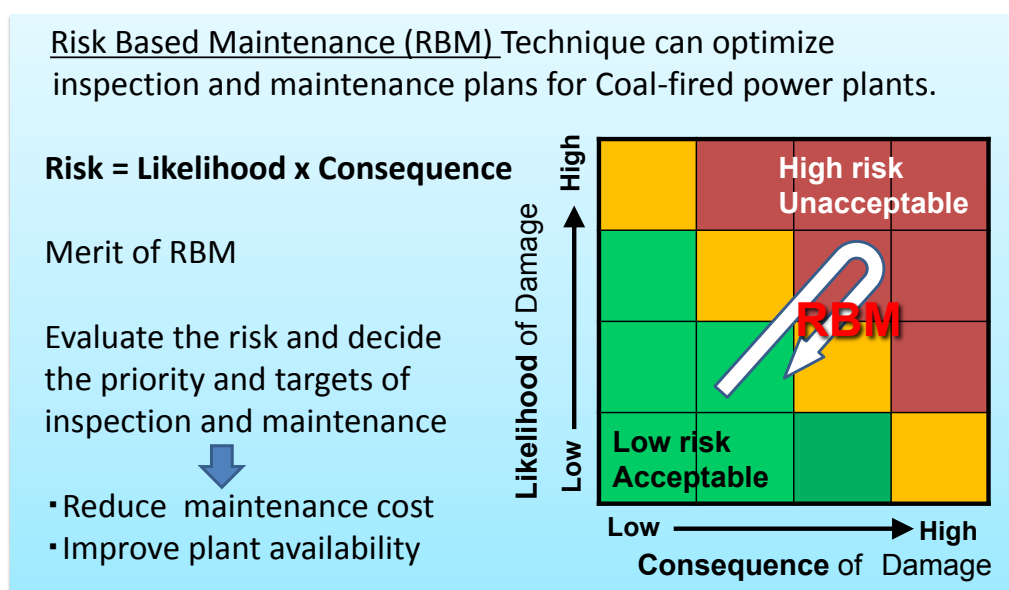 Risk Based Maintenance (RBM) Technique can optimize
inspection and maintenance plans for Coal-fired power plants.
Risk = Likelihood x Consequence
Merit of RBM
Evaluate the risk and decide
the priority and targets of
inspection and maintenance
・Reduce maintenance cost
・Improve plant availability
Likelihood of Damage
High
Low
High risk
Unacceptable
RBM
Low risk
Acceptable
Low
High
Consequence of Damage